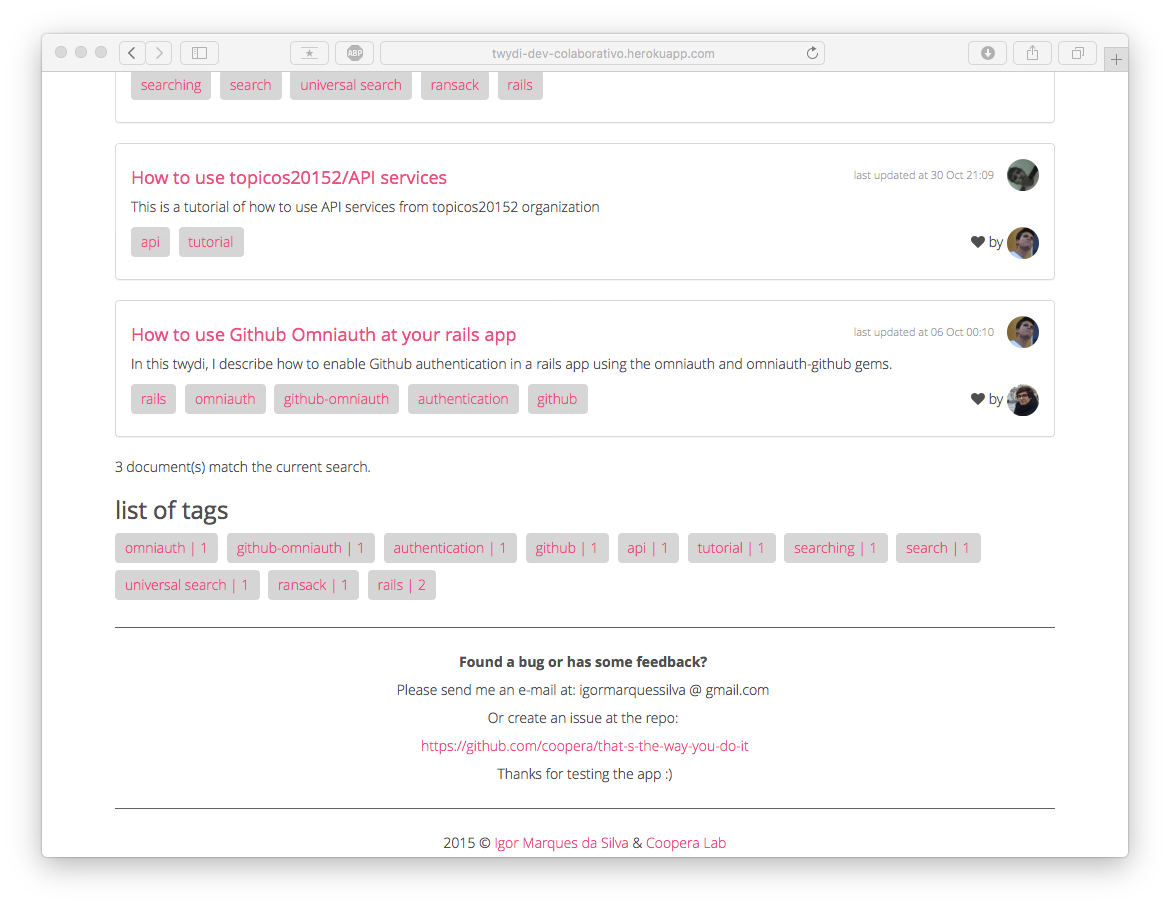 ABP twydi-dev-colaborativo.herokuapp.com
searching search universal search ransack rails
How to use topicos20152/API services last updated at 30 Oct 21:09
This is a tutorial of how to use API services from topicos20152 organization
api tutorial by
How to use Github Omniauth at your rails app last updated at 06 Oct 00:10
In this twydi, I describe how to enable Github authentication in a rails app using the omniauth and omniauth-github gems.
rails omniauth github-omniauth authentication github by
3 document(s) match the current search.
list of tags
omniauth | 1 github-omniauth | 1 authentication | 1 github | 1 api | 1 tutorial | 1 searching | 1 search | 1
universal search | 1 ransack | 1 rails | 2
Found a bug or has some feedback?
Please send me an e-mail at: igormarquessilva @ gmail.com
Or create an issue at the repo:
https://github.com/coopera/that-s-the-way-you-do-it
Thanks for testing the app :)
2015 © Igor Marques da Silva & Coopera Lab